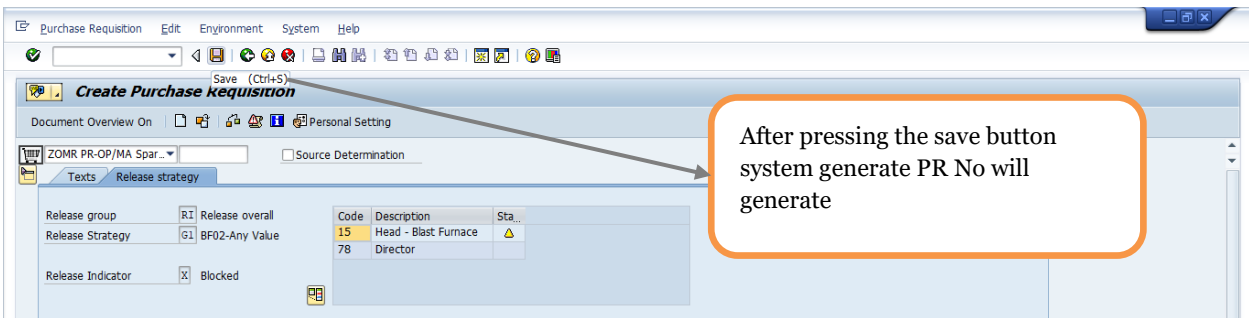 Purchase Requisition Edit Environment System Help
Save (Ctrl+S)
Create Purchase Requisition
Document Overview On Personal Setting
ZOMR PR-OP/MA Spar... Source Determination
Texts Release strategy
Release group RI Release overall
Release Strategy G1 BF02-Any Value
Release Indicator X Blocked
Code Description Sta...
15 Head - Blast Furnace
78 Director
After pressing the save button
system generate PR No will
generate